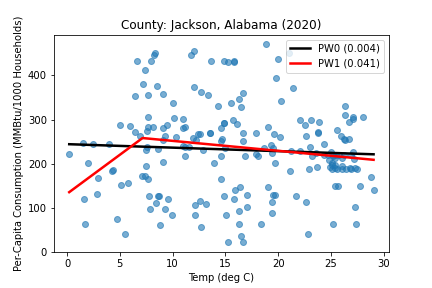 County: Jackson, Alabama (2020)
PW0 (0.004)
PW1 (0.041)
Per-Capita Consumption (MMBtu/1000 Households)
400
300
200
100
0
0 5 10 15 20 25 30
Temp (deg C)